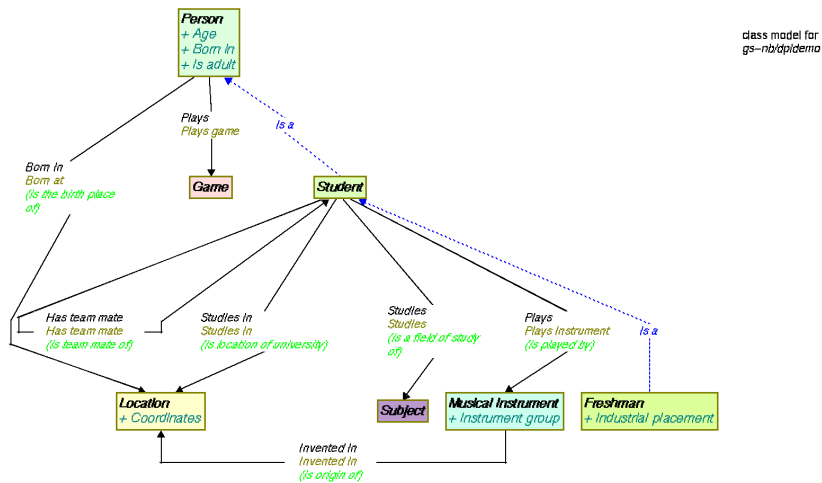 Person
+ Age
+ Born In
+ Is adult
class model for
gs-nb/dpldemo
Plays
Plays game
Is a
Born In
Born at
(Is the birth place
of)
Game
Student
Has team mate
Has team mate
(Is team mate of)
Studies In
Studies In
(Is location of university)
Studies
Studies
(Is a field of study
of)
Plays
Plays Instrument
(Is played by)
Is a
Location
+ Coordinates
Subject
Musical Instrument
+ Instrument group
Freshman
+ Industrial placement
Invented In
Invented In
(Is origin of)